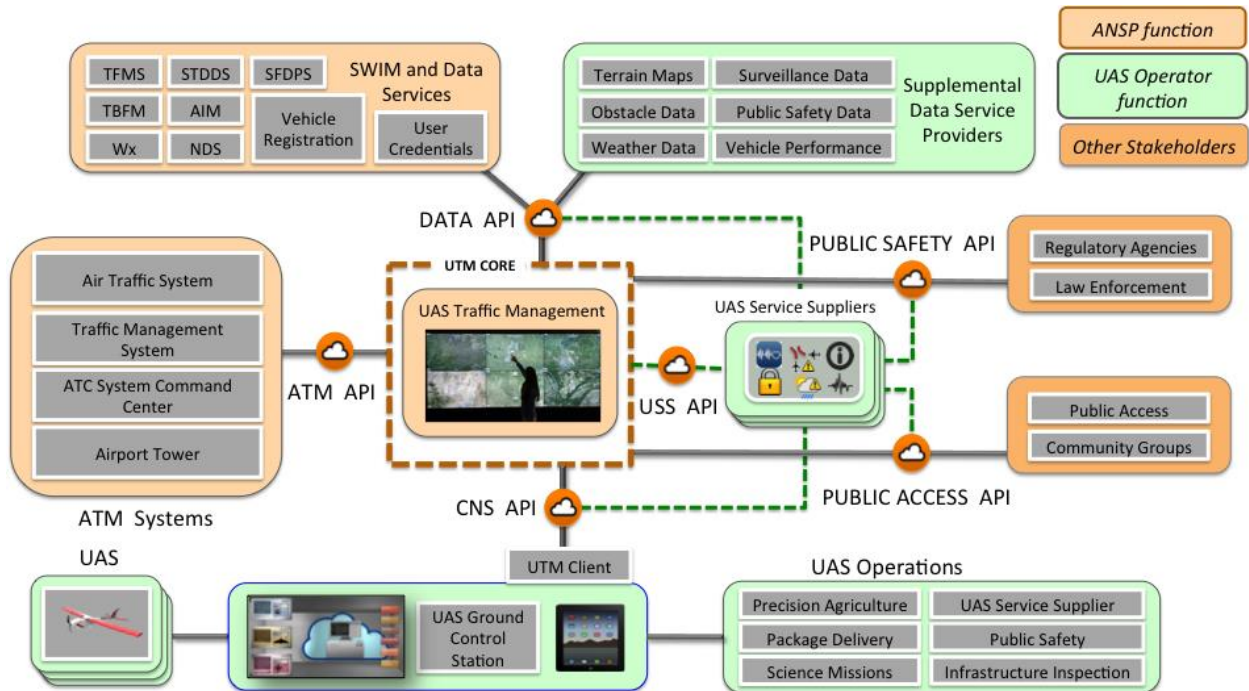 ANSP function
UAS Operator
function
Other Stakeholders
TFMS
STDDS
SFDPS
SWIM and Data
Services
TBFM
AIM
Vehicle
Registration
User
Credentials
Wx
NDS
Terrain Maps
Surveillance Data
Obstacle Data
Public Safety Data
Weather Data
Vehicle Performance
Supplemental
Data Service
Providers
DATA API
PUBLIC SAFETY API
Regulatory Agencies
Law Enforcement
Air Traffic System
Traffic Management
System
ATC System Command
Center
Airport Tower
ATM Systems
ATM API
UTM CORE
UAS Traffic Management
USS API
UAS Service Suppliers
Public Access
Community Groups
PUBLIC ACCESS API
CNS API
UTM Client
UAS
UAS Ground
Control
Station
UAS Operations
Precision Agriculture
UAS Service Supplier
Package Delivery
Public Safety
Science Missions
Infrastructure Inspection